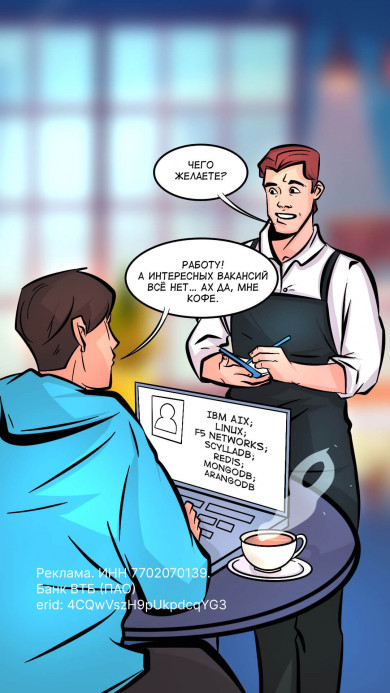 ЧЕГО
ЖЕЛАЕТЕ?
РАБОТУ!
А ИНТЕРЕСНЫХ ВАКАНСИЙ
ВСЁ НЕТ... АХ ДА, МНЕ
КОФЕ.
IBM AIX;
LINUX;
F5 NETWORKS;
SCYLLADB;
REDIS;
MONGODB;
ARANGODB
Реклама. ИНН 7702070139.
Банк ВТБ (ПАО)
erid: 4CQwVszH9pUkpdcqYG3